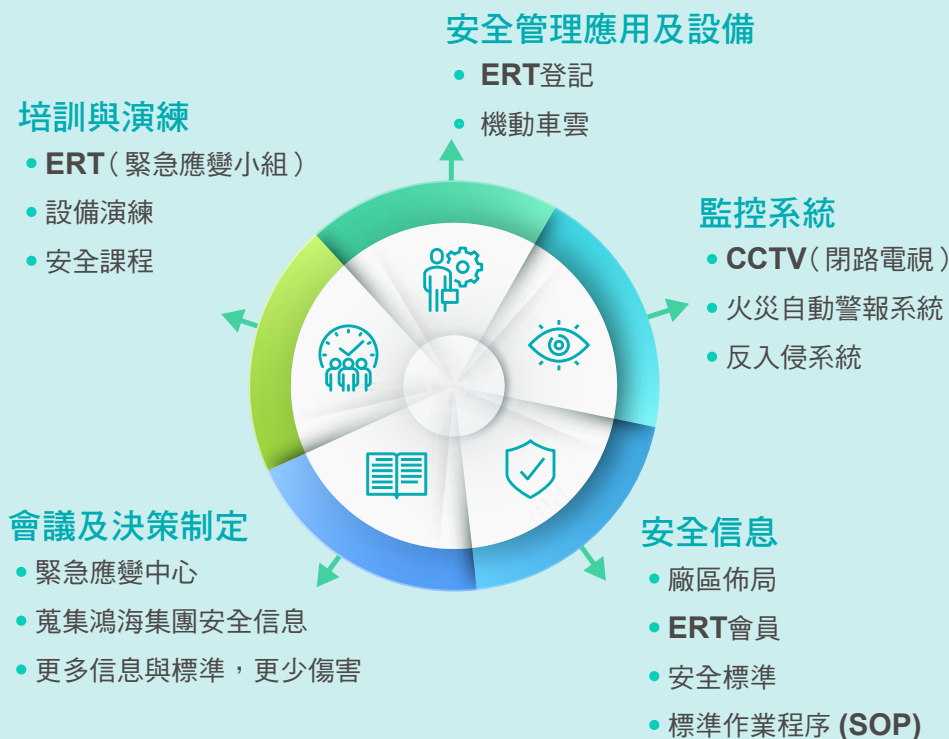 安全管理應用及設備
ERT登記
機動車雲
培訓與演練
ERT（緊急應變小組）
設備演練
安全課程
監控系統
CCTV（閉路電視）
火災自動警報系統
反入侵系統
會議及決策制定
緊急應變中心
蒐集鴻海集團安全信息
更多信息與標準，更少傷害
安全信息
廠區佈局
ERT會員
安全標準
標準作業程序 (SOP)